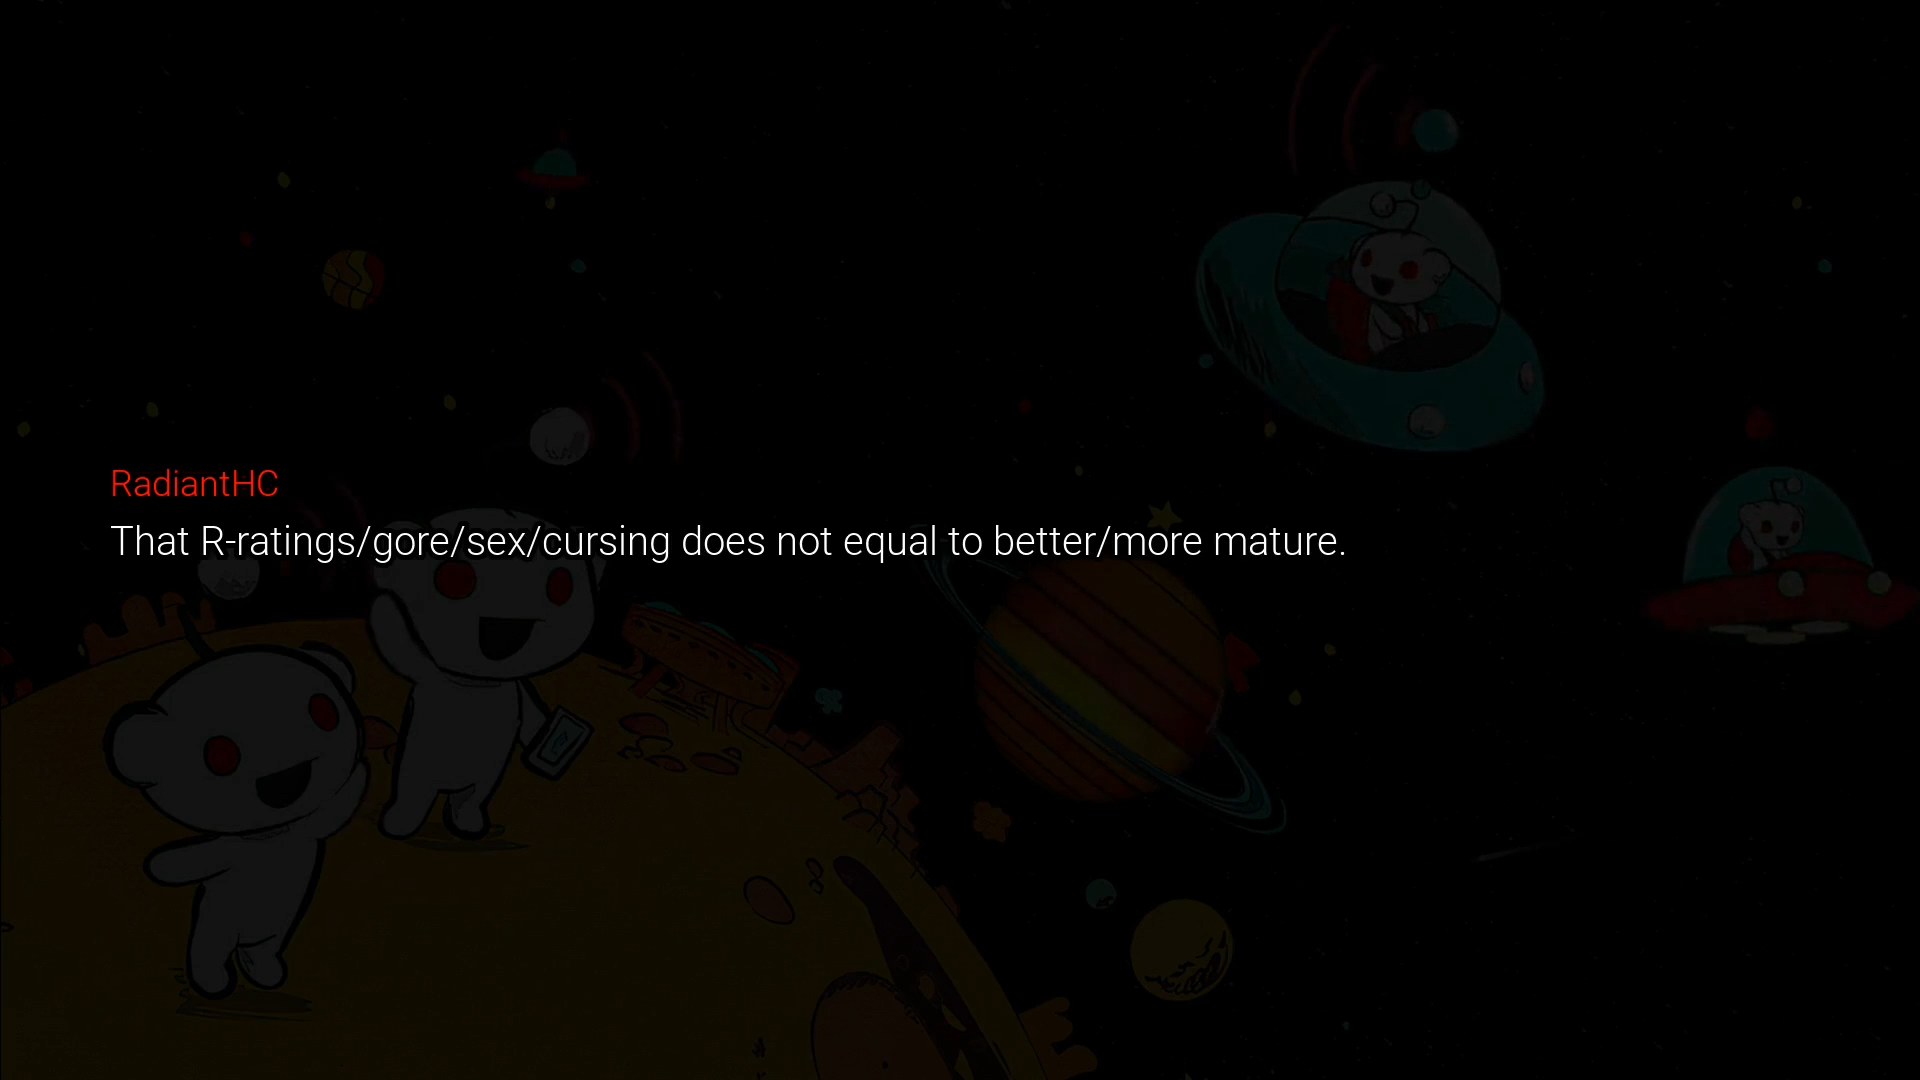 RadiantHC
That R-ratings/gore/sex/cursing does not equal to better/more mature.